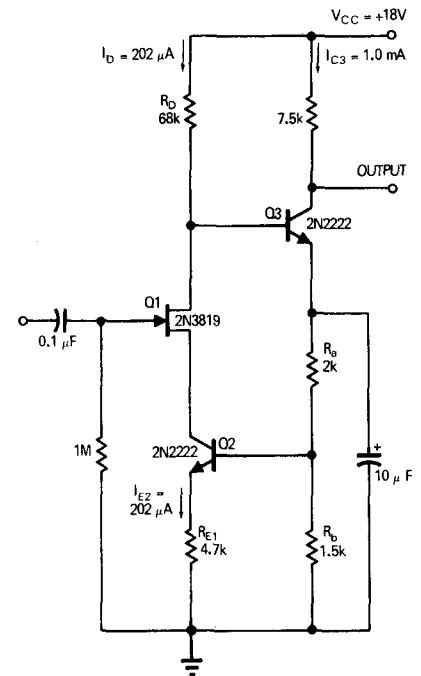 V_CC = +18V
I_D = 202 μA
I_C3 = 1.0 mA
R_D
68k
7.5k
OUTPUT
Q3
2N2222
Q1
2N3819
0.1 μF
R_a
2k
1M
2N2222
Q2
+
10 μF
I_E2 =
202 μA
R_E1
4.7k
R_b
1.5k